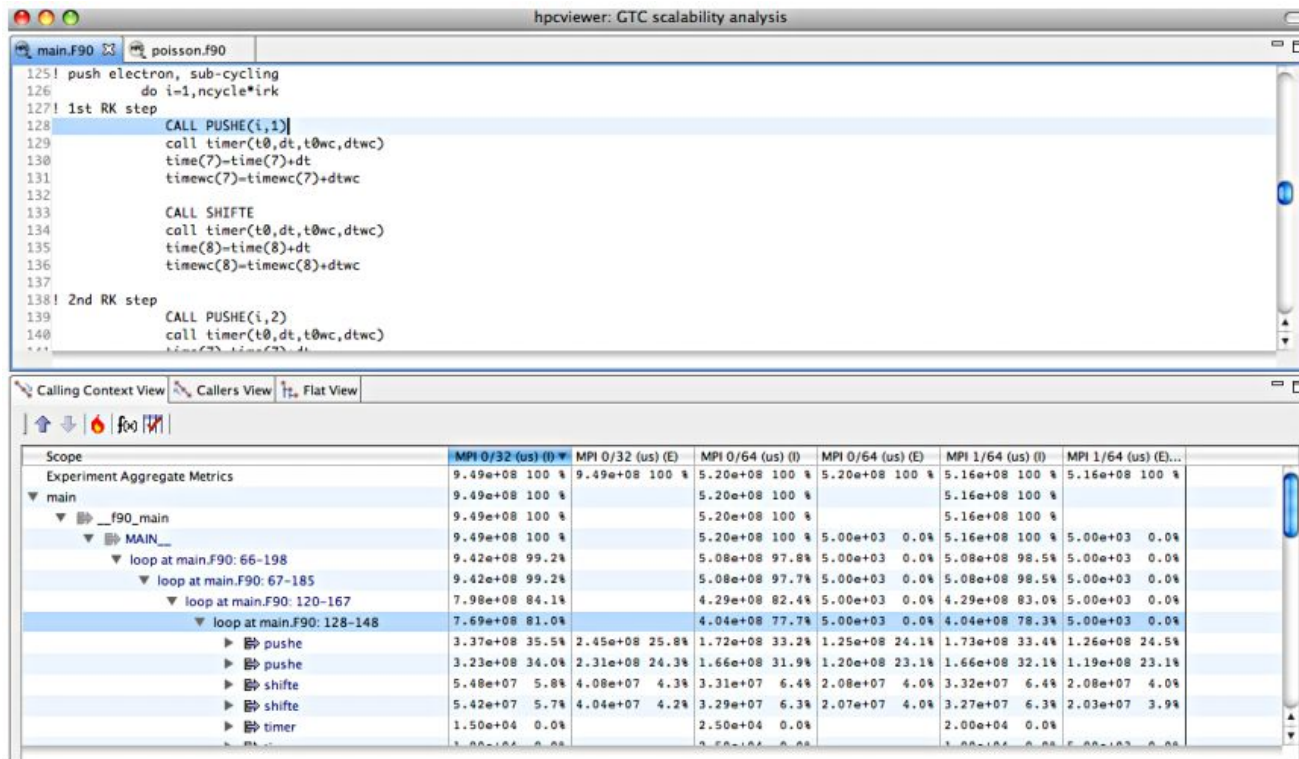 hpcviewer: GTC scalability analysis
main.F90 poisson.f90
125! push electron, sub-cycling
126 do i=1,ncycle*irk
127! 1st RK step
128 CALL PUSHE(i,1)
129 call timer(t0,dt,t0wc,dtwc)
130 time(7)=time(7)+dt
131 timewc(7)=timewc(7)+dtwc
132
133 CALL SHIFTE
134 call timer(t0,dt,t0wc,dtwc)
135 time(8)=time(8)+dt
136 timewc(8)=timewc(8)+dtwc
137
138! 2nd RK step
139 CALL PUSHE(i,2)
140 call timer(t0,dt,t0wc,dtwc)
Calling Context View Callers View Flat View
f(x)
Scope MPI 0/32 (us) (I) MPI 0/32 (us) (E) MPI 0/64 (us) (I) MPI 0/64 (us) (E) MPI 1/64 (us) (I) MPI 1/64 (us) (E)...
Experiment Aggregate Metrics 9.49e+08 100 % 9.49e+08 100 % 5.20e+08 100 % 5.20e+08 100 % 5.16e+08 100 % 5.16e+08 100 %
main 9.49e+08 100 % 5.20e+08 100 % 5.16e+08 100 %
__f90_main 9.49e+08 100 % 5.20e+08 100 % 5.16e+08 100 %
MAIN__ 9.49e+08 100 % 5.20e+08 100 % 5.00e+03 0.0% 5.16e+08 100 % 5.00e+03 0.0%
loop at main.F90: 66-198 9.42e+08 99.2% 5.08e+08 97.8% 5.00e+03 0.0% 5.08e+08 98.5% 5.00e+03 0.0%
loop at main.F90: 67-185 9.42e+08 99.2% 5.08e+08 97.7% 5.00e+03 0.0% 5.08e+08 98.5% 5.00e+03 0.0%
loop at main.F90: 120-167 7.98e+08 84.1% 4.29e+08 82.4% 5.00e+03 0.0% 4.29e+08 83.0% 5.00e+03 0.0%
loop at main.F90: 128-148 7.69e+08 81.0% 4.04e+08 77.7% 5.00e+03 0.0% 4.04e+08 78.3% 5.00e+03 0.0%
pushe 3.37e+08 35.5% 2.45e+08 25.8% 1.72e+08 33.2% 1.25e+08 24.1% 1.73e+08 33.4% 1.26e+08 24.5%
pushe 3.23e+08 34.0% 2.31e+08 24.3% 1.66e+08 31.9% 1.20e+08 23.1% 1.66e+08 32.1% 1.19e+08 23.1%
shifte 5.48e+07 5.8% 4.08e+07 4.3% 3.31e+07 6.4% 2.08e+07 4.0% 3.32e+07 6.4% 2.08e+07 4.0%
shifte 5.42e+07 5.7% 4.04e+07 4.2% 3.29e+07 6.3% 2.07e+07 4.0% 3.27e+07 6.3% 2.03e+07 3.9%
timer 1.50e+04 0.0% 2.50e+04 0.0% 2.00e+04 0.0%